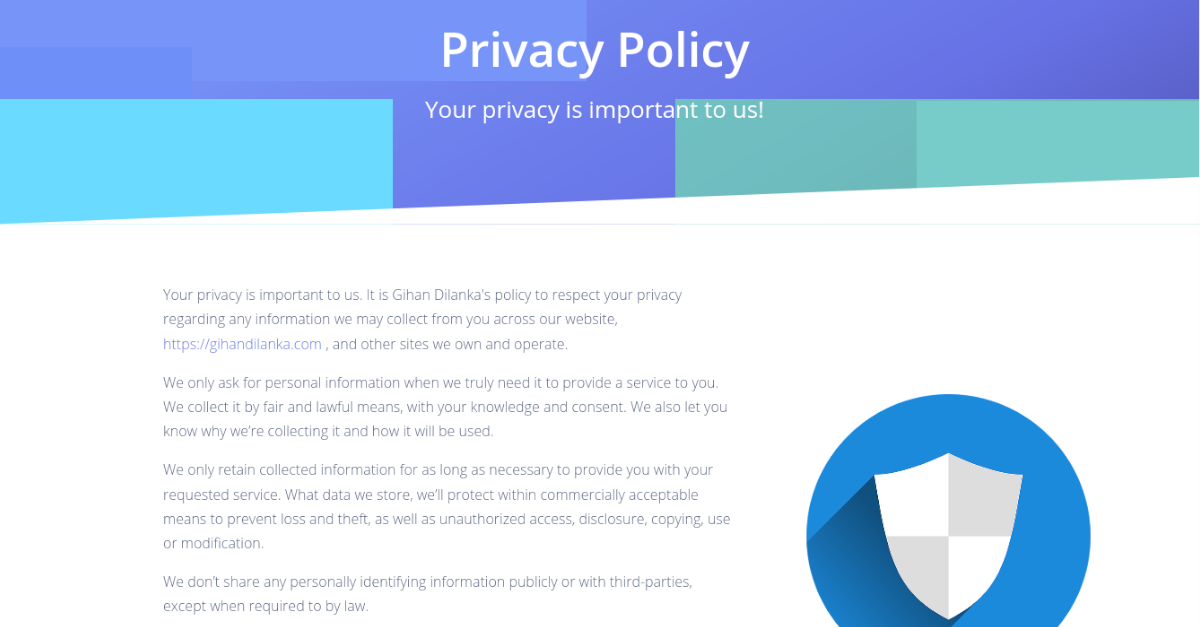 Privacy Policy
Your privacy is important to us!
Your privacy is important to us. It is Gihan Dilanka's policy to respect your privacy
regarding any information we may collect from you across our website,
https://gihandilanka.com , and other sites we own and operate.
We only ask for personal information when we truly need it to provide a service to you.
We collect it by fair and lawful means, with your knowledge and consent. We also let you
know why we’re collecting it and how it will be used.
We only retain collected information for as long as necessary to provide you with your
requested service. What data we store, we’ll protect within commercially acceptable
means to prevent loss and theft, as well as unauthorized access, disclosure, copying, use
or modification.
We don’t share any personally identifying information publicly or with third-parties,
except when required to by law.